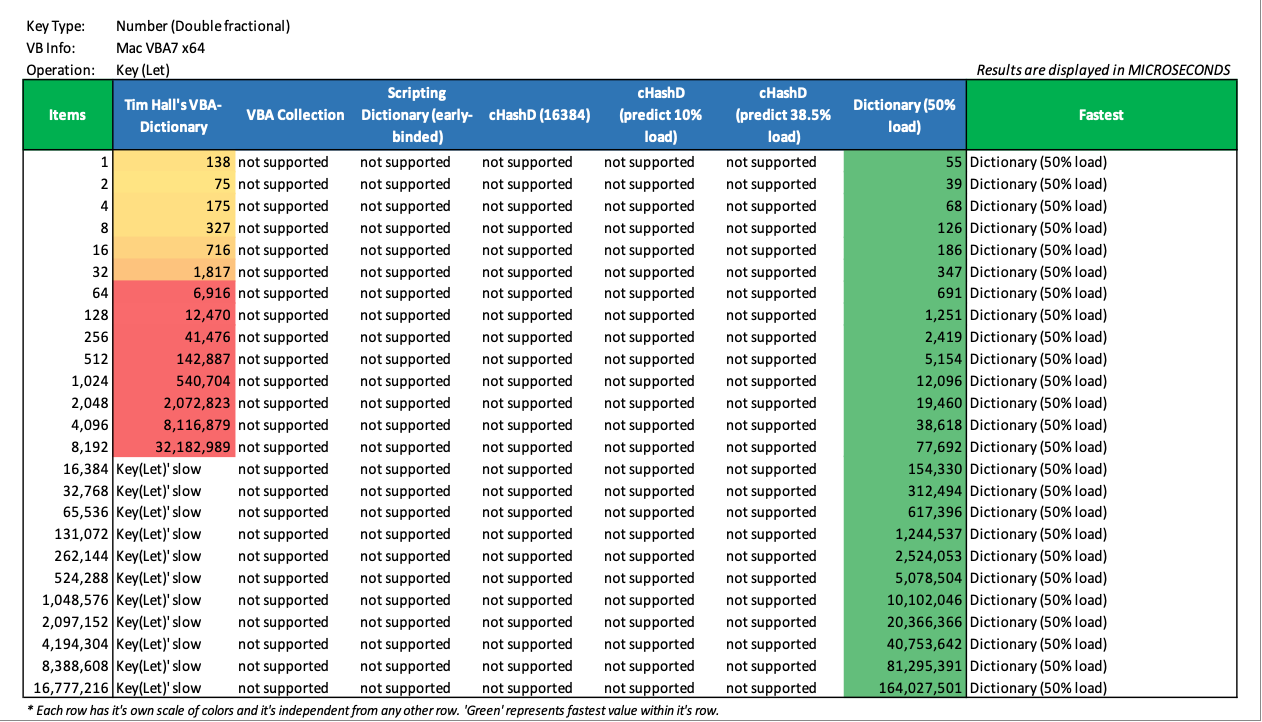 Key Type: Number (Double fractional)
VB Info: Mac VBA7 x64
Operation: Key (Let) Results are displayed in MICROSECONDS
Items Tim Hall's VBA-Dictionary VBA Collection Scripting Dictionary (early-binded) cHashD (16384) cHashD (predict 10% load) cHashD (predict 38.5% load) Dictionary (50% load) Fastest
1 138 not supported not supported not supported not supported not supported 55 Dictionary (50% load)
2 75 not supported not supported not supported not supported not supported 39 Dictionary (50% load)
4 175 not supported not supported not supported not supported not supported 68 Dictionary (50% load)
8 327 not supported not supported not supported not supported not supported 126 Dictionary (50% load)
16 716 not supported not supported not supported not supported not supported 186 Dictionary (50% load)
32 1,817 not supported not supported not supported not supported not supported 347 Dictionary (50% load)
64 6,916 not supported not supported not supported not supported not supported 691 Dictionary (50% load)
128 12,470 not supported not supported not supported not supported not supported 1,251 Dictionary (50% load)
256 41,476 not supported not supported not supported not supported not supported 2,419 Dictionary (50% load)
512 142,887 not supported not supported not supported not supported not supported 5,154 Dictionary (50% load)
1,024 540,704 not supported not supported not supported not supported not supported 12,096 Dictionary (50% load)
2,048 2,072,823 not supported not supported not supported not supported not supported 19,460 Dictionary (50% load)
4,096 8,116,879 not supported not supported not supported not supported not supported 38,618 Dictionary (50% load)
8,192 32,182,989 not supported not supported not supported not supported not supported 77,692 Dictionary (50% load)
16,384 Key(Let)' slow not supported not supported not supported not supported not supported 154,330 Dictionary (50% load)
32,768 Key(Let)' slow not supported not supported not supported not supported not supported 312,494 Dictionary (50% load)
65,536 Key(Let)' slow not supported not supported not supported not supported not supported 617,396 Dictionary (50% load)
131,072 Key(Let)' slow not supported not supported not supported not supported not supported 1,244,537 Dictionary (50% load)
262,144 Key(Let)' slow not supported not supported not supported not supported not supported 2,524,053 Dictionary (50% load)
524,288 Key(Let)' slow not supported not supported not supported not supported not supported 5,078,504 Dictionary (50% load)
1,048,576 Key(Let)' slow not supported not supported not supported not supported not supported 10,102,046 Dictionary (50% load)
2,097,152 Key(Let)' slow not supported not supported not supported not supported not supported 20,366,366 Dictionary (50% load)
4,194,304 Key(Let)' slow not supported not supported not supported not supported not supported 40,753,642 Dictionary (50% load)
8,388,608 Key(Let)' slow not supported not supported not supported not supported not supported 81,295,391 Dictionary (50% load)
16,777,216 Key(Let)' slow not supported not supported not supported not supported not supported 164,027,501 Dictionary (50% load)
* Each row has it's own scale of colors and it's independent from any other row. 'Green' represents fastest value within it's row.